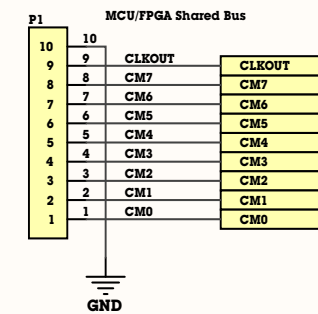 MCU/FPGA Shared Bus
P1
10 10
9 9 CLKOUT CLKOUT
8 8 CM7 CM7
7 7 CM6 CM6
6 6 CM5 CM5
5 5 CM4 CM4
4 4 CM3 CM3
3 3 CM2 CM2
2 2 CM1 CM1
1 1 CM0 CM0
GND